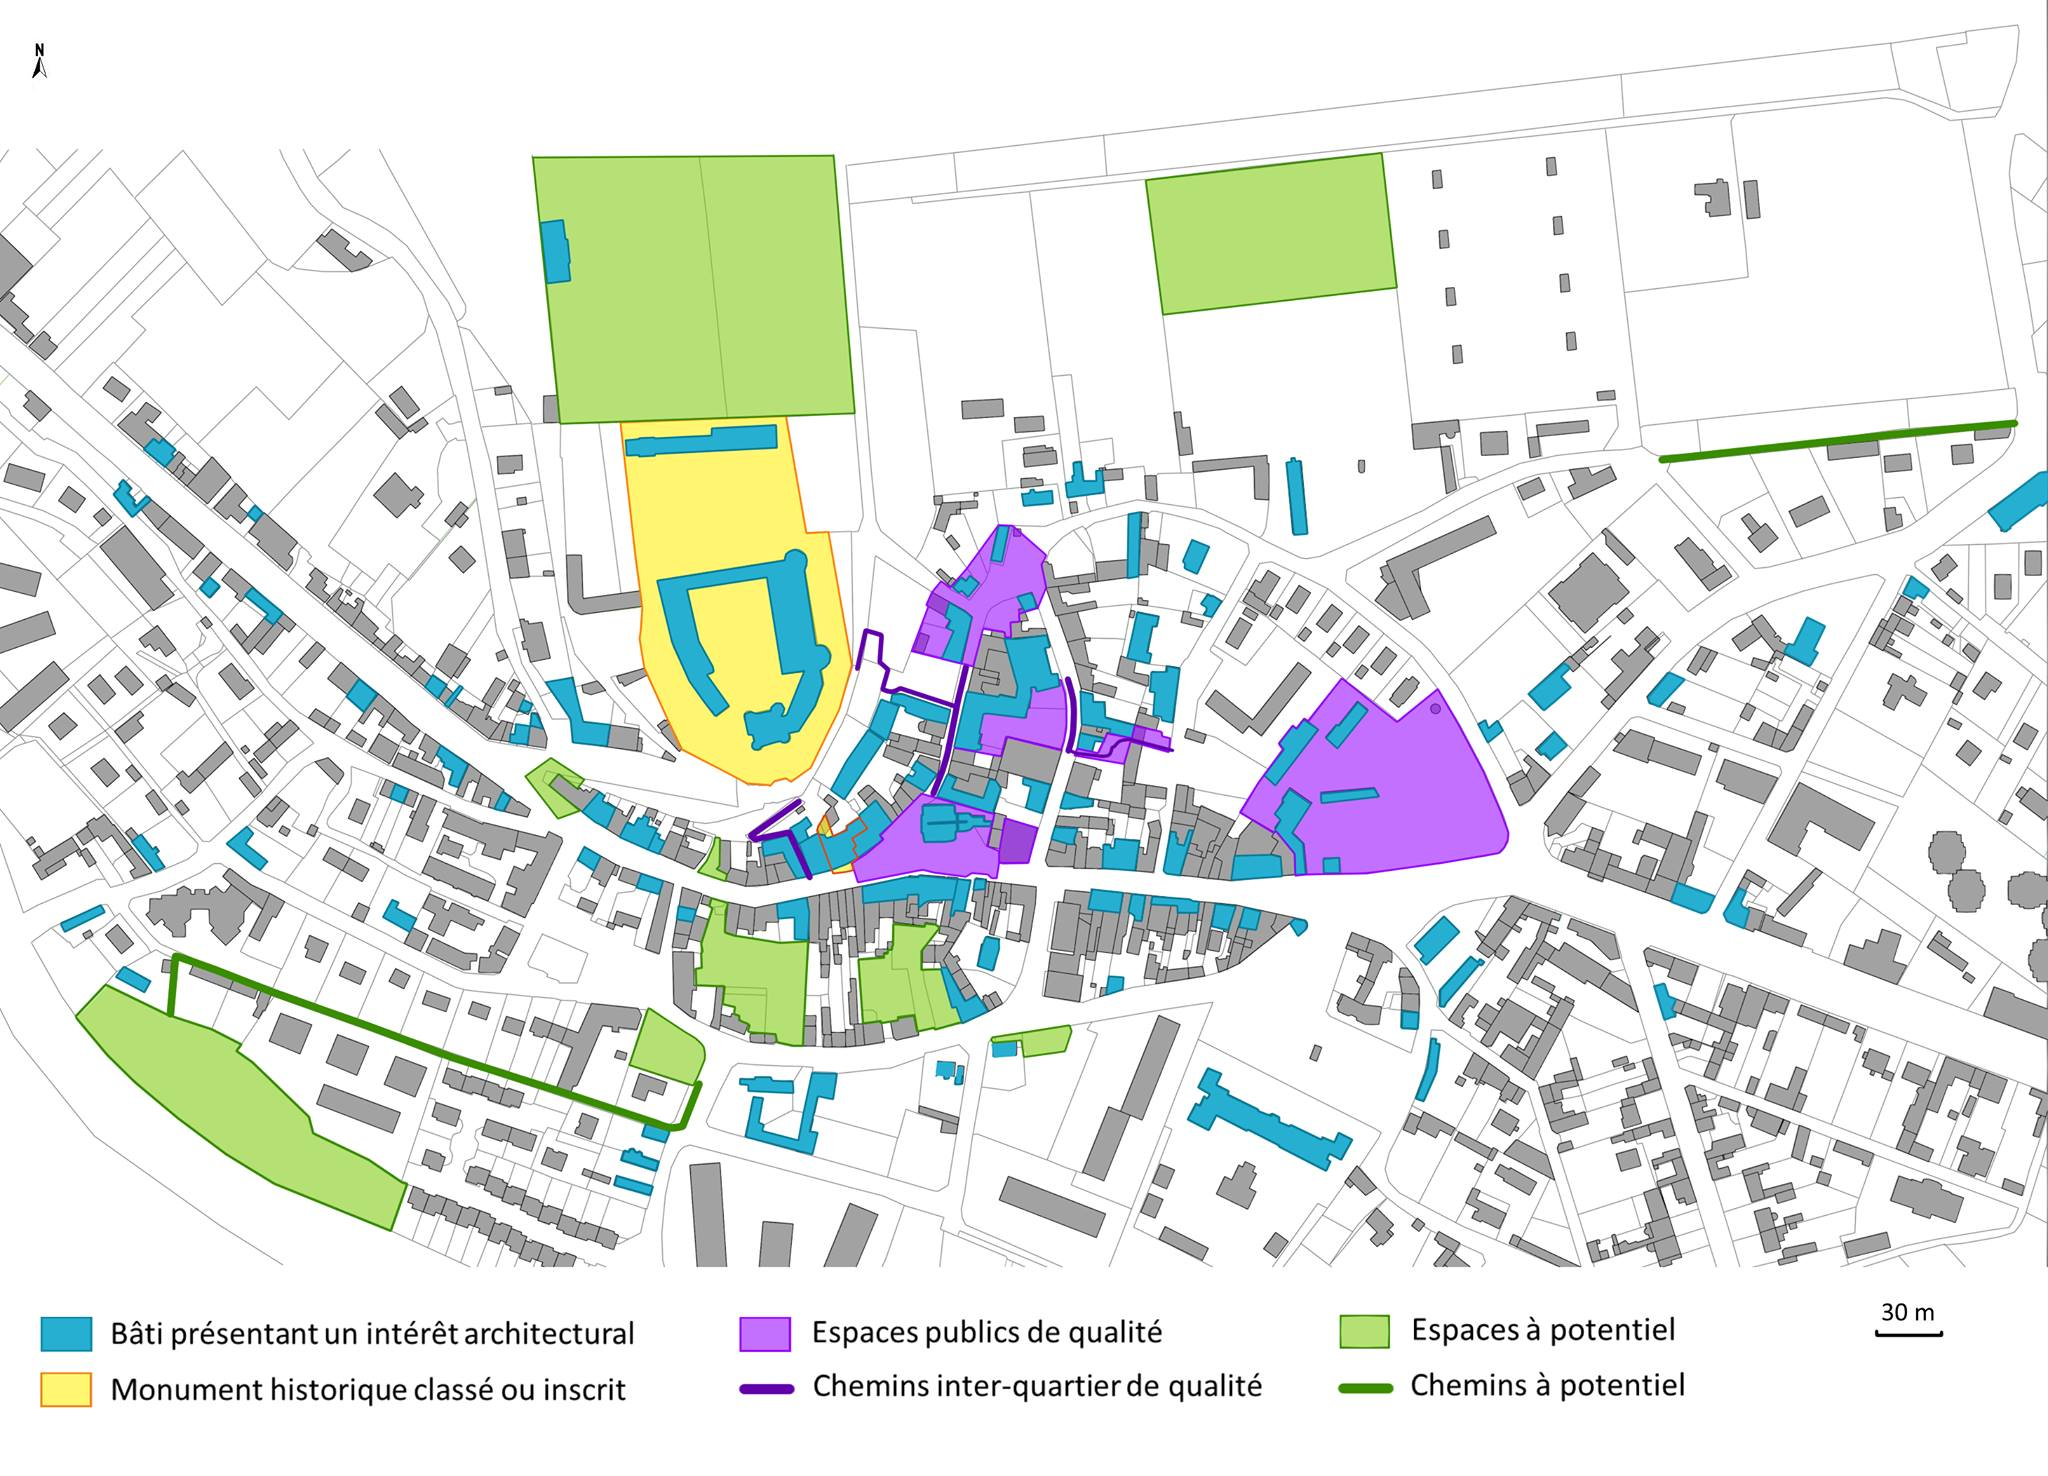 N
Bâti présentant un intérêt architectural
Espaces publics de qualité
Espaces à potentiel
30 m
Monument historique classé ou inscrit
Chemins inter-quartier de qualité
Chemins à potentiel